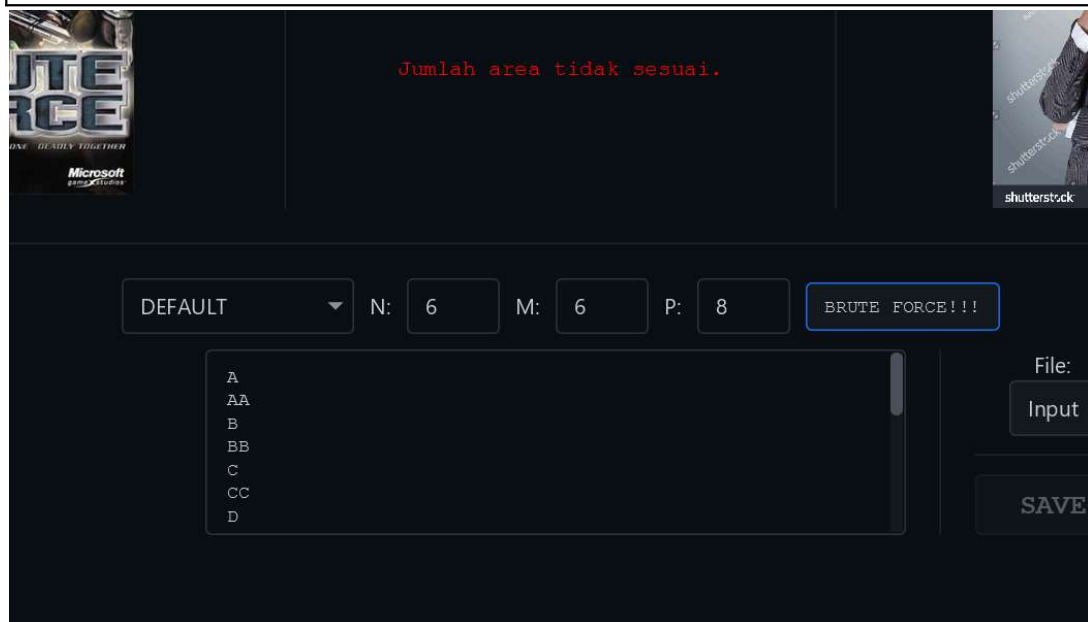 UTE
RCE
ONE DEADLY TOGETHER
Microsoft
game studios
Jumlah area tidak sesuai.
shutterstock
shutterstock
shutterstock
DEFAULT N: 6 M: 6 P: 8 BRUTE FORCE!!!
A
AA
B
BB
C
CC
D
File:
Input
SAVE